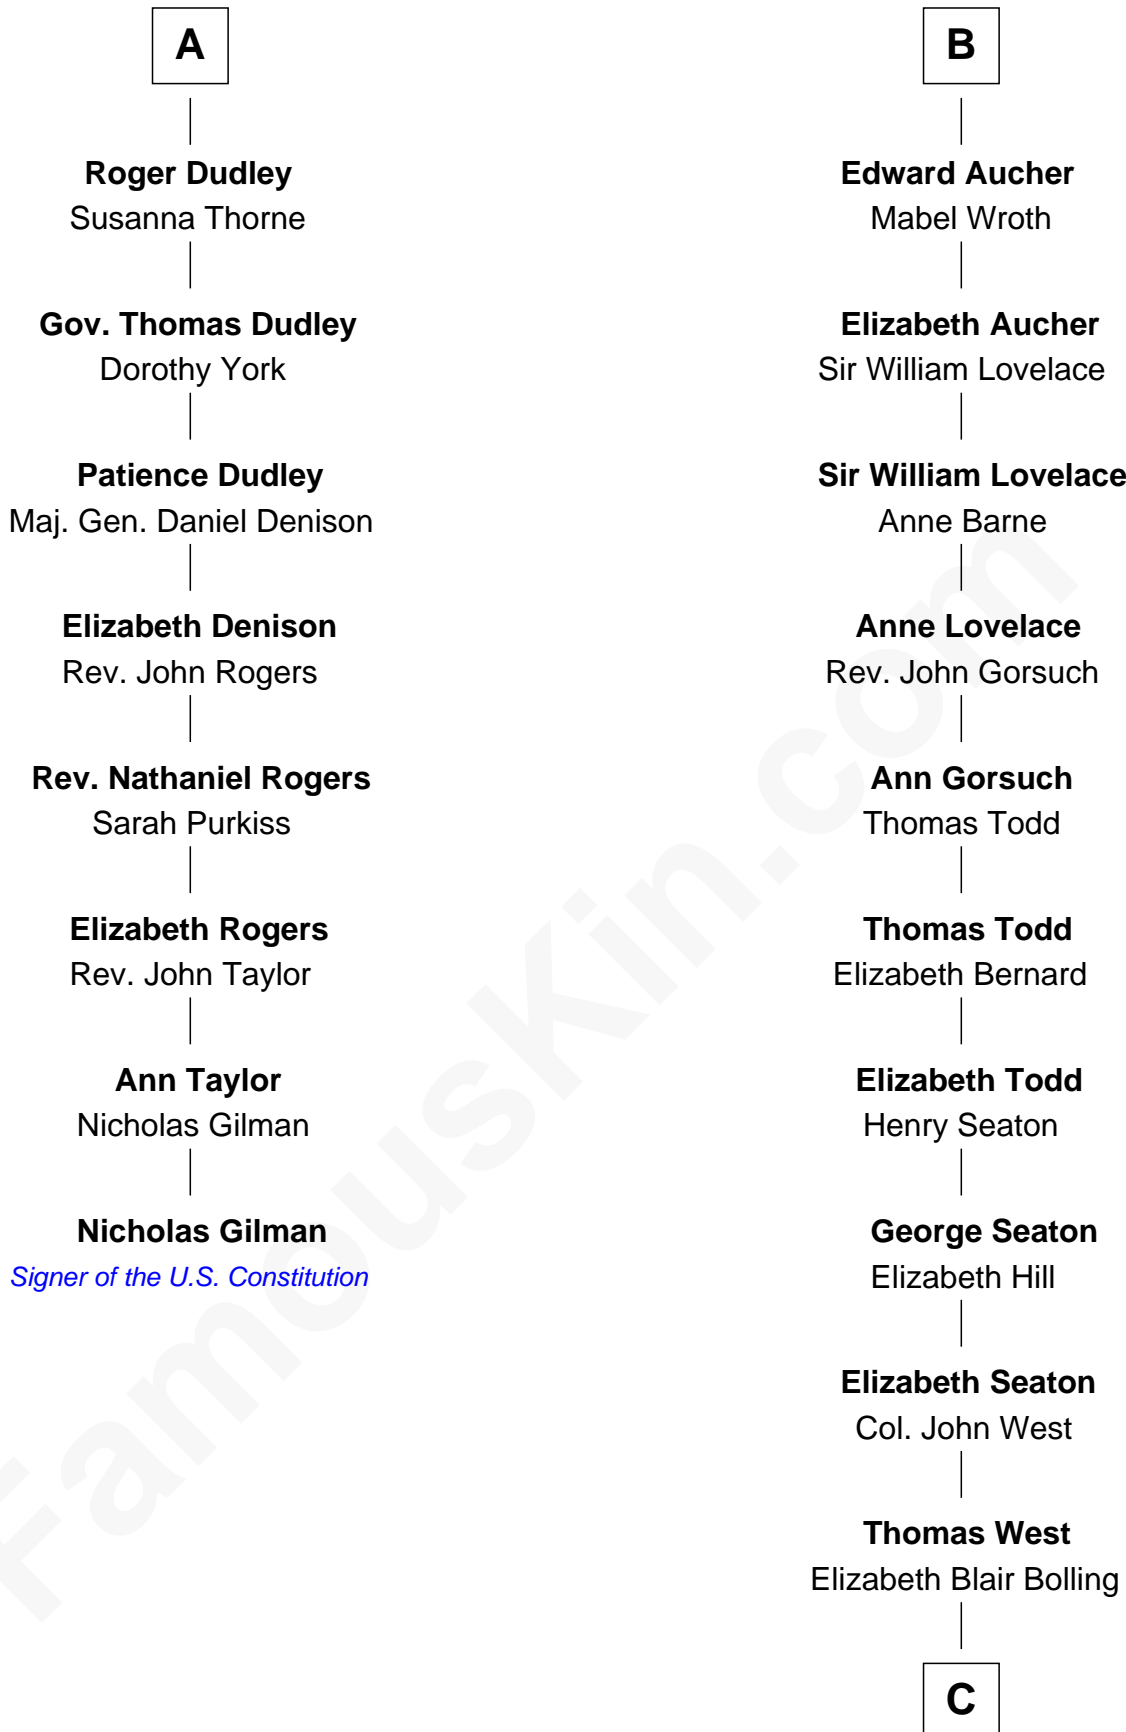 A
Roger Dudley
Susanna Thorne
Gov. Thomas Dudley
Dorothy York
Patience Dudley
Maj. Gen. Daniel Denison
Elizabeth Denison
Rev. John Rogers
Rev. Nathaniel Rogers
Sarah Purkiss
Elizabeth Rogers
Rev. John Taylor
Ann Taylor
Nicholas Gilman
Nicholas Gilman
Signer of the U.S. Constitution
B
Edward Aucher
Mabel Wroth
Elizabeth Aucher
Sir William Lovelace
Sir William Lovelace
Anne Barne
Anne Lovelace
Rev. John Gorsuch
Ann Gorsuch
Thomas Todd
Thomas Todd
Elizabeth Bernard
Elizabeth Todd
Henry Seaton
George Seaton
Elizabeth Hill
Elizabeth Seaton
Col. John West
Thomas West
Elizabeth Blair Bolling
C
FamousKin.com